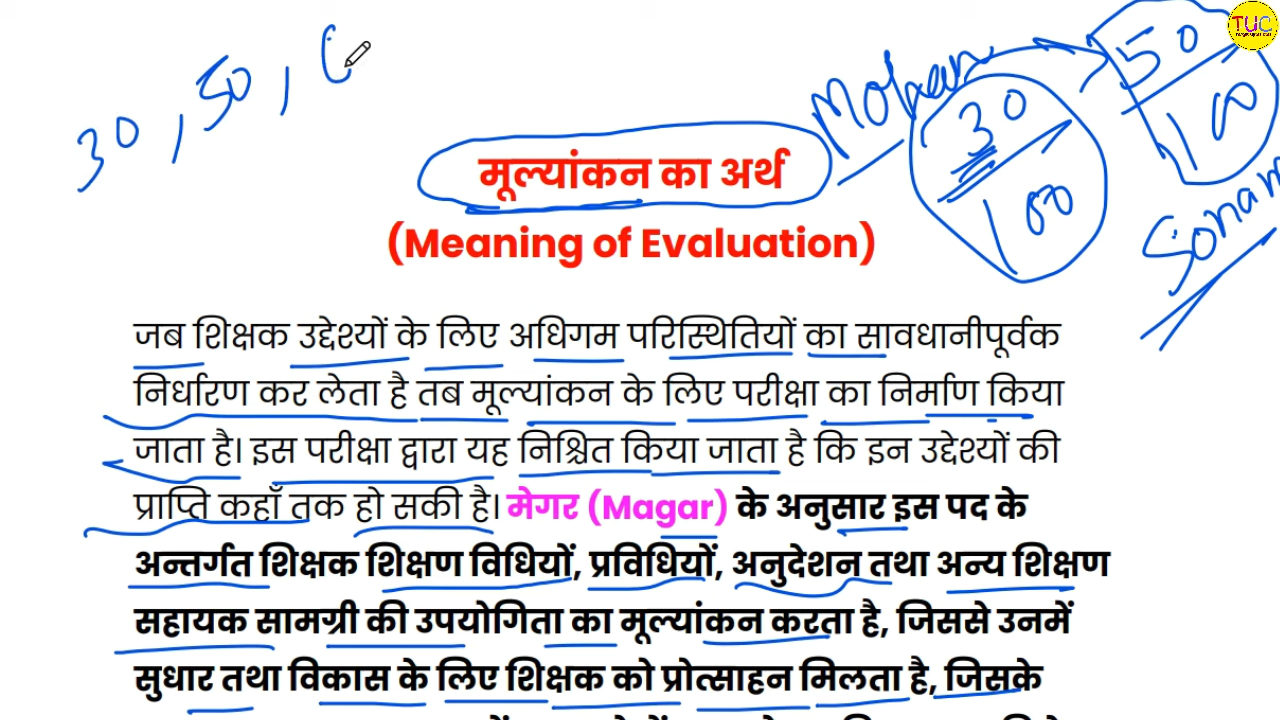 30, 50,
Mohan
30
100
50
100
Sonam
TUC
मूल्यांकन का अर्थ
(Meaning of Evaluation)
जब शिक्षक उद्देश्यों के लिए अधिगम परिस्थितियों का सावधानीपूर्वक
निर्धारण कर लेता है तब मूल्यांकन के लिए परीक्षा का निर्माण किया
जाता है। इस परीक्षा द्वारा यह निश्चित किया जाता है कि इन उद्देश्यों की
प्राप्ति कहाँ तक हो सकी है। मेगर (Magar) के अनुसार इस पद के
अन्तर्गत शिक्षक शिक्षण विधियों, प्रविधियों, अनुदेशन तथा अन्य शिक्षण
सहायक सामग्री की उपयोगिता का मूल्यांकन करता है, जिससे उनमें
सुधार तथा विकास के लिए शिक्षक को प्रोत्साहन मिलता है, जिसके